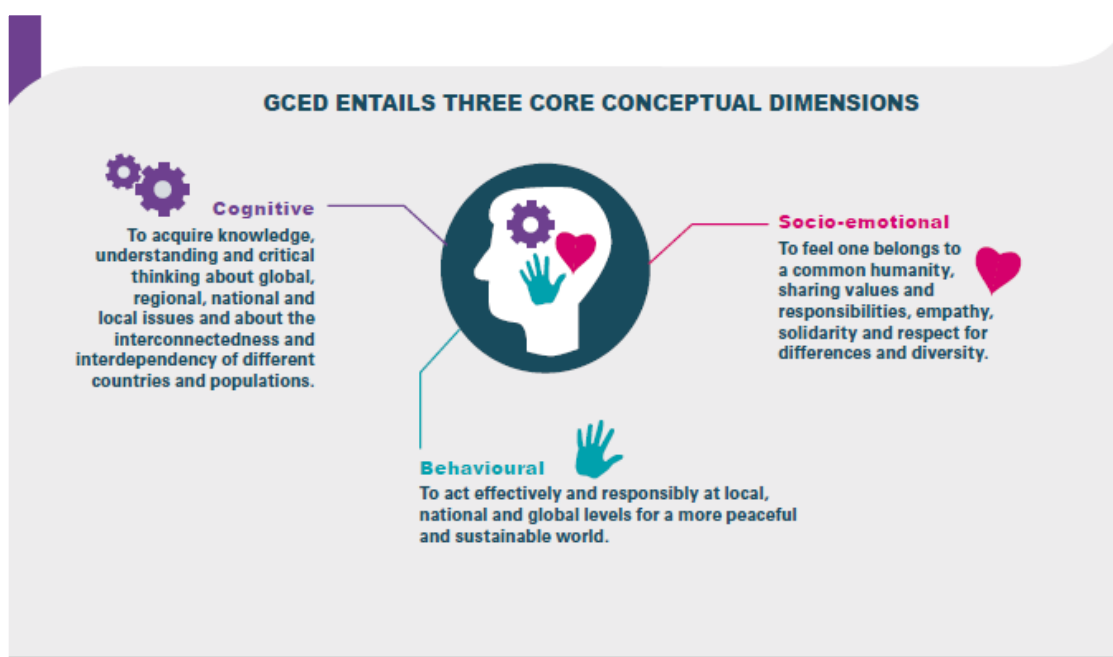 GCED ENTAILS THREE CORE CONCEPTUAL DIMENSIONS
Cognitive
To acquire knowledge,
understanding and critical
thinking about global,
regional, national and
local issues and about the
interconnectedness and
interdependency of different
countries and populations.
Socio-emotional
To feel one belongs to
a common humanity,
sharing values and
responsibilities, empathy,
solidarity and respect for
differences and diversity.
Behavioural
To act effectively and responsibly at local,
national and global levels for a more peaceful
and sustainable world.